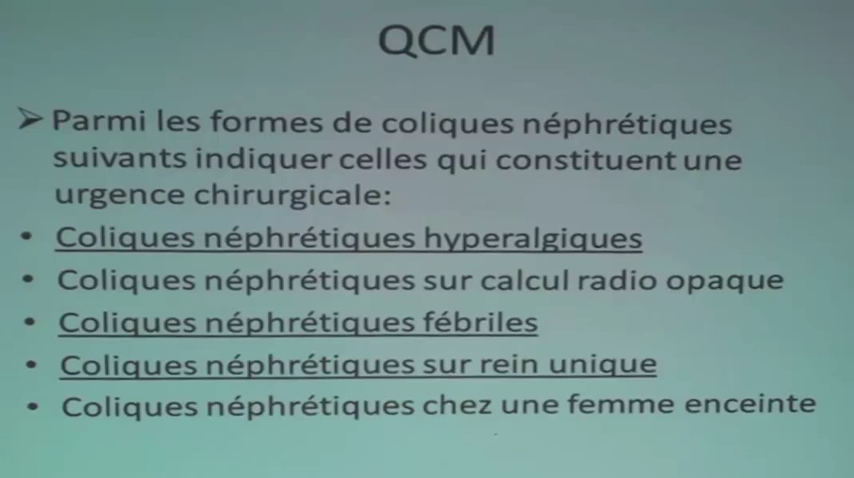 QCM
➢ Parmi les formes de coliques néphrétiques
suivants indiquer celles qui constituent une
urgence chirurgicale:
• Coliques néphrétiques hyperalgiques
• Coliques néphrétiques sur calcul radio opaque
• Coliques néphrétiques fébriles
• Coliques néphrétiques sur rein unique
• Coliques néphrétiques chez une femme enceinte